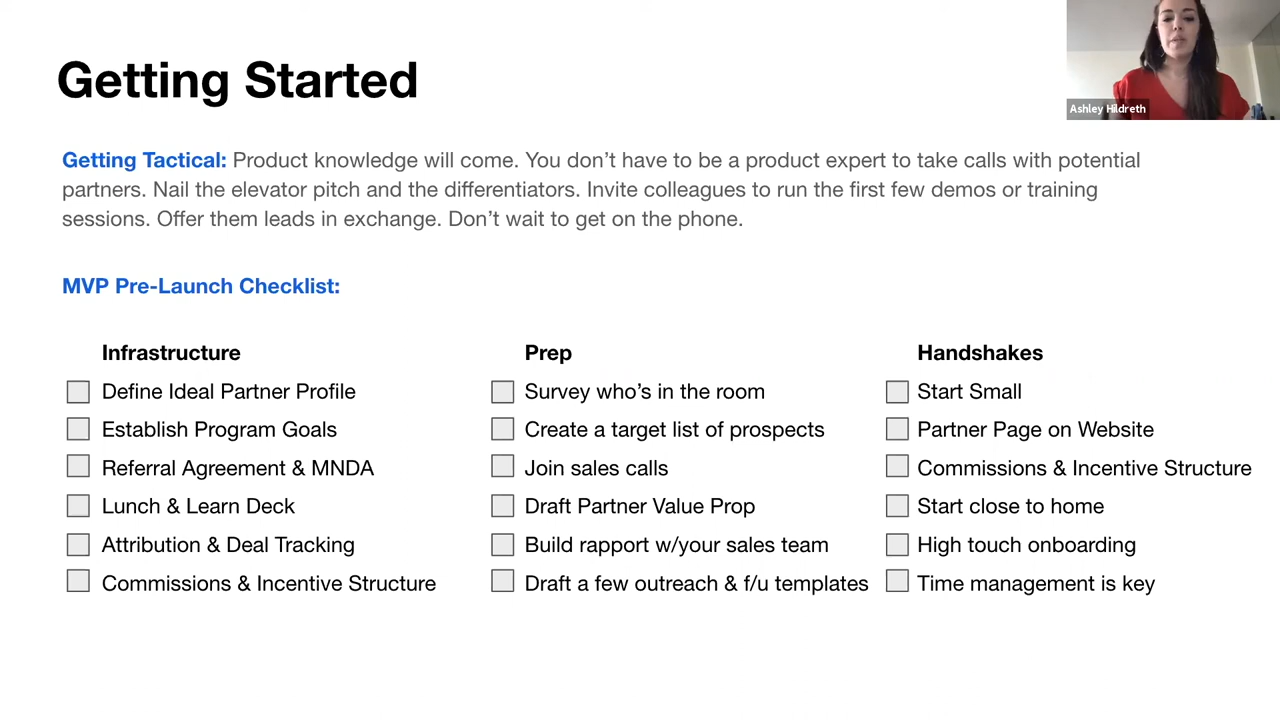 Getting Started
Ashley Hildreth
Getting Tactical: Product knowledge will come. You don’t have to be a product expert to take calls with potential
partners. Nail the elevator pitch and the differentiators. Invite colleagues to run the first few demos or training
sessions. Offer them leads in exchange. Don’t wait to get on the phone.
MVP Pre-Launch Checklist:
Infrastructure
Define Ideal Partner Profile
Establish Program Goals
Referral Agreement & MNDA
Lunch & Learn Deck
Attribution & Deal Tracking
Commissions & Incentive Structure
Prep
Survey who’s in the room
Create a target list of prospects
Join sales calls
Draft Partner Value Prop
Build rapport w/your sales team
Draft a few outreach & f/u templates
Handshakes
Start Small
Partner Page on Website
Commissions & Incentive Structure
Start close to home
High touch onboarding
Time management is key